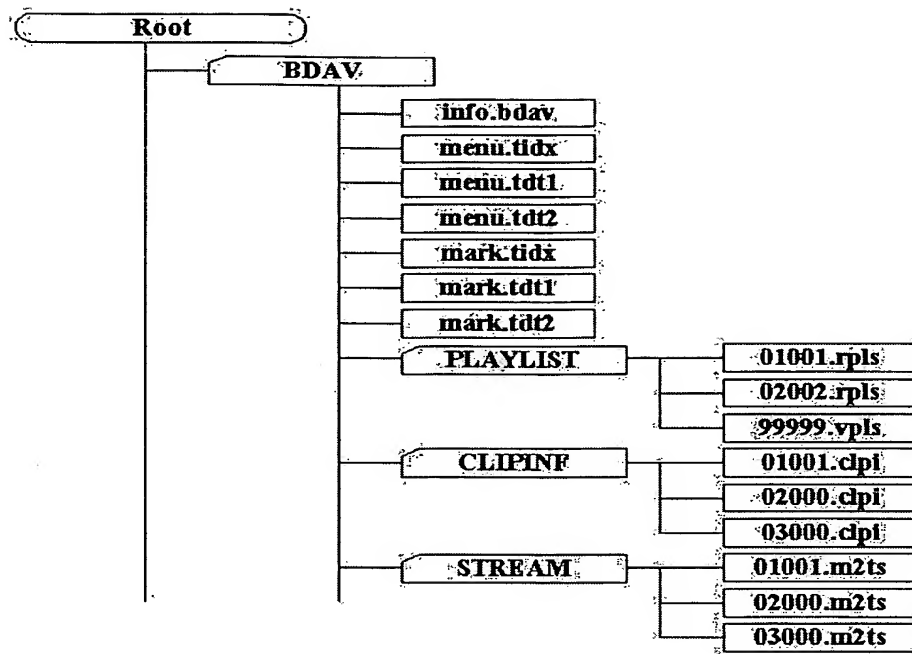 Root
BDAV
info.bdav
menu.tidx
menu.tdt1
menu.tdt2
mark.tidx
mark.tdt1
mark.tdt2
PLAYLIST
01001.rpls
02002.rpls
99999.vpls
CLIPINF
01001.clpi
02000.clpi
03000.clpi
STREAM
01001.m2ts
02000.m2ts
03000.m2ts